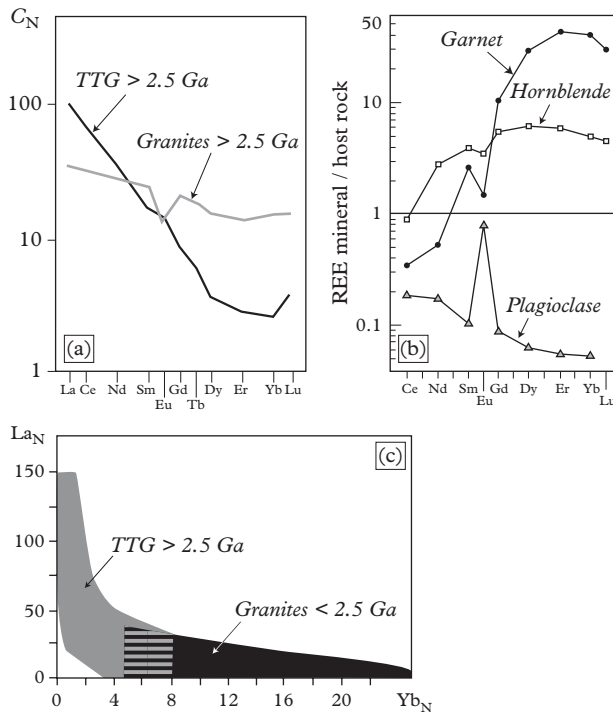 C_N
100
10
1
TTG > 2.5 Ga
Granites > 2.5 Ga
(a)
La Ce Nd Sm Eu Gd Tb Dy Er Yb Lu
REE mineral / host rock
50
10
1
0.1
Garnet
Hornblende
Plagioclase
(b)
Ce Nd Sm Eu Gd Dy Er Yb Lu
La_N
150
100
50
0
(c)
TTG > 2.5 Ga
Granites < 2.5 Ga
0 4 8 12 16 20 Yb_N